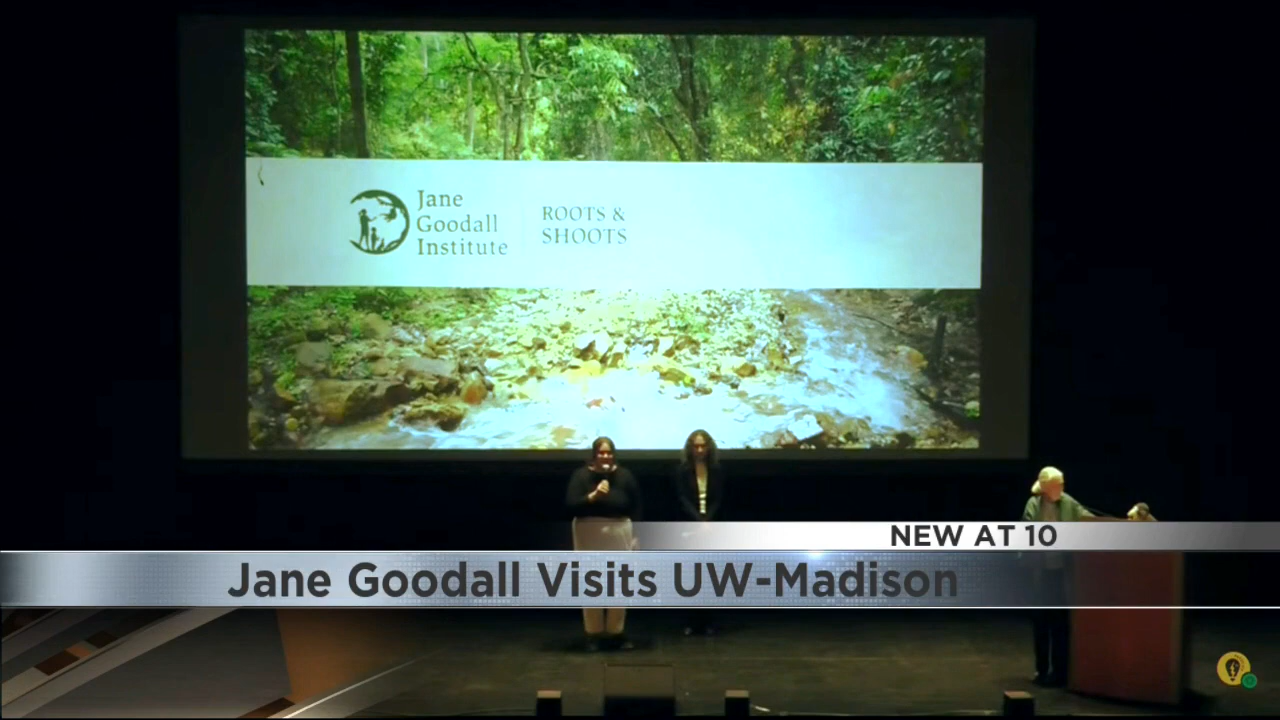 Jane
Goodall
Institute
ROOTS &
SHOOTS
NEW AT 10
Jane Goodall Visits UW-Madison